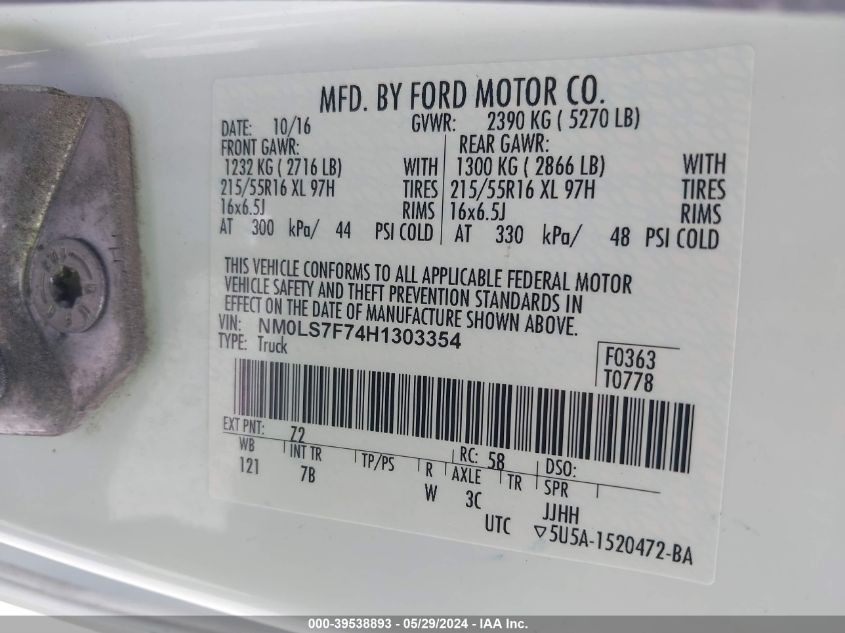 MFD. BY FORD MOTOR CO.
DATE: 10/16 GVWR: 2390 KG ( 5270 LB)
FRONT GAWR: REAR GAWR:
1232 KG ( 2716 LB) WITH 1300 KG ( 2866 LB) WITH
215/55R16 XL 97H TIRES 215/55R16 XL 97H TIRES
16x6.5J RIMS 16x6.5J RIMS
AT 300 kPa/ 44 PSI COLD AT 330 kPa/ 48 PSI COLD
THIS VEHICLE CONFORMS TO ALL APPLICABLE FEDERAL MOTOR
VEHICLE SAFETY AND THEFT PREVENTION STANDARDS IN
EFFECT ON THE DATE OF MANUFACTURE SHOWN ABOVE.
VIN: NM0LS7F74H1303354
TYPE: Truck
F0363
T0778
EXT PNT: Z2 RC: 58 DSO:
WB INT TR TP/PS R AXLE TR SPR
121 7B W 3C JJHH
UTC ▽5U5A-1520472-BA
000-39538893 - 05/29/2024 - IAA Inc.